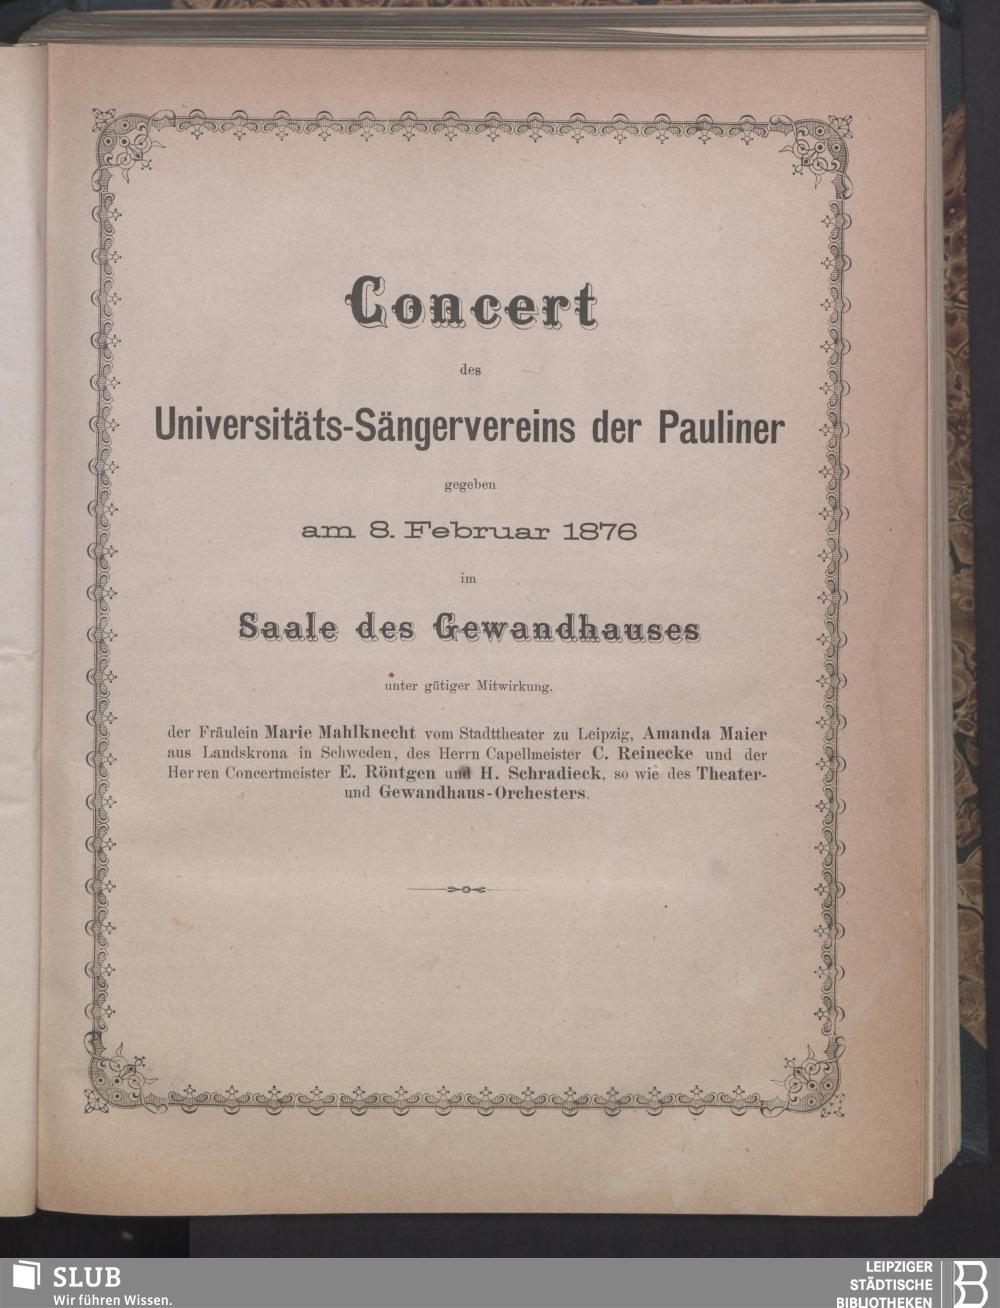 Concert
des
Universitäts-Sängervereins der Pauliner
gegeben
am 8. Februar 1876
im
Saale des Gewandhauses
unter gütiger Mitwirkung.
der Fräulein Marie Mahlknecht vom Stadttheater zu Leipzig, Amanda Maier
aus Landskrona in Schweden, des Herrn Capellmeister C. Reinecke und der
Herren Concertmeister E. Röntgen und H. Schradieck, so wie des Theater-
und Gewandhaus-Orchesters.
SLUB
Wir führen Wissen.
LEIPZIGER
STÄDTISCHE
BIBLIOTHEKEN